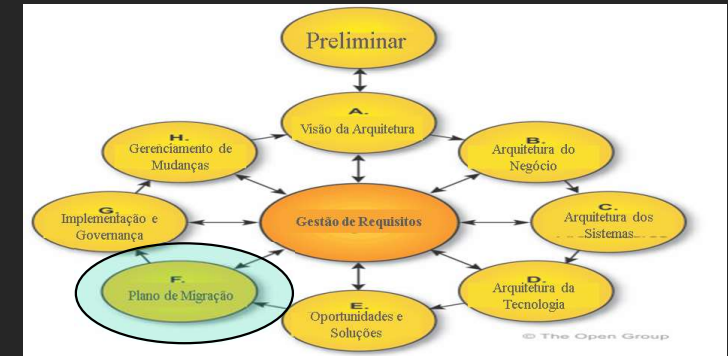 Preliminar
A.
Visão da Arquitetura
B.
Arquitetura do
Negócio
C.
Arquitetura dos
Sistemas
D.
Arquitetura da
Tecnologia
E.
Oportunidades e
Soluções
F.
Plano de Migração
G.
Implementação e
Governança
H.
Gerenciamento de
Mudanças
Gestão de Requisitos
© The Open Group